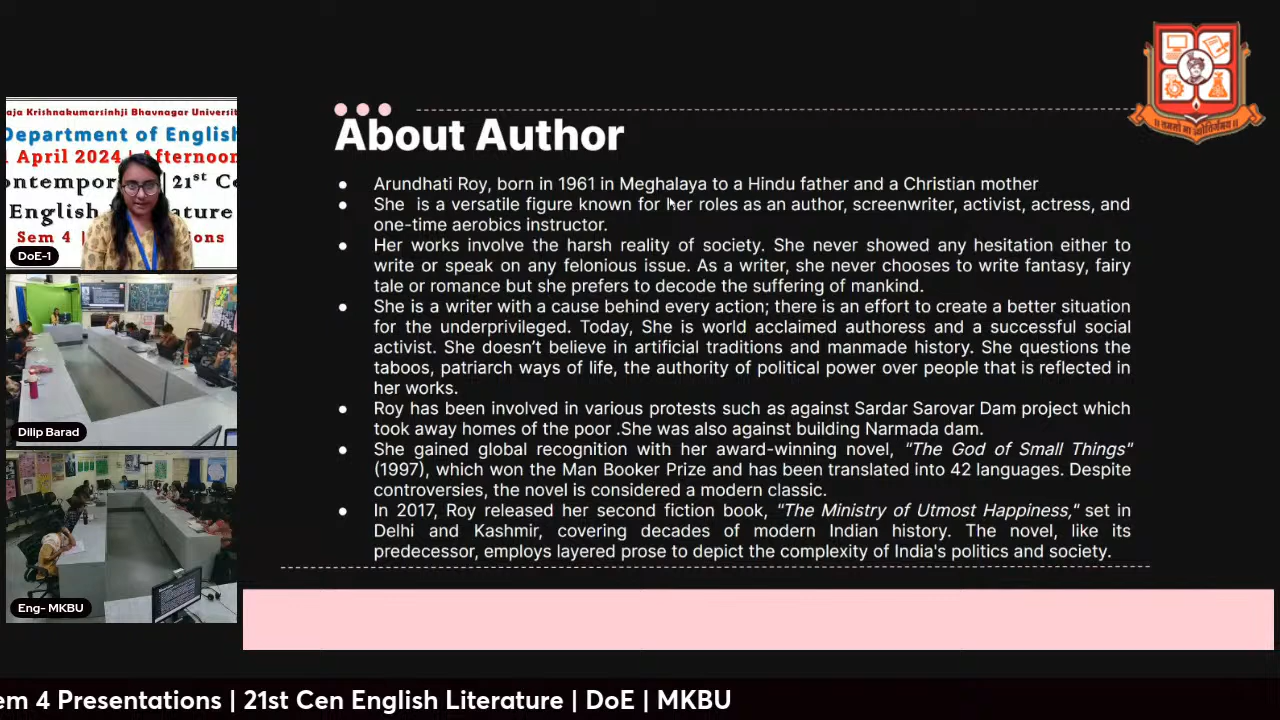 aja Krishnakumarsinhji Bhavnagar Universit
Department of English
April 2024 | Afternoon
ontempor 21st Ce
English Literature
Sem 4 ions
DoE-1
Dilip Barad
Eng- MKBU
About Author
● Arundhati Roy, born in 1961 in Meghalaya to a Hindu father and a Christian mother
● She is a versatile figure known for her roles as an author, screenwriter, activist, actress, and
one-time aerobics instructor.
● Her works involve the harsh reality of society. She never showed any hesitation either to
write or speak on any felonious issue. As a writer, she never chooses to write fantasy, fairy
tale or romance but she prefers to decode the suffering of mankind.
● She is a writer with a cause behind every action; there is an effort to create a better situation
for the underprivileged. Today, She is world acclaimed authoress and a successful social
activist. She doesn't believe in artificial traditions and manmade history. She questions the
taboos, patriarch ways of life, the authority of political power over people that is reflected in
her works.
● Roy has been involved in various protests such as against Sardar Sarovar Dam project which
took away homes of the poor .She was also against building Narmada dam.
● She gained global recognition with her award-winning novel, "The God of Small Things"
(1997), which won the Man Booker Prize and has been translated into 42 languages. Despite
controversies, the novel is considered a modern classic.
● In 2017, Roy released her second fiction book, "The Ministry of Utmost Happiness," set in
Delhi and Kashmir, covering decades of modern Indian history. The novel, like its
predecessor, employs layered prose to depict the complexity of India's politics and society.
॥ तमसो मा ज्योतिर्गमय ॥
em 4 Presentations | 21st Cen English Literature | DoE | MKBU